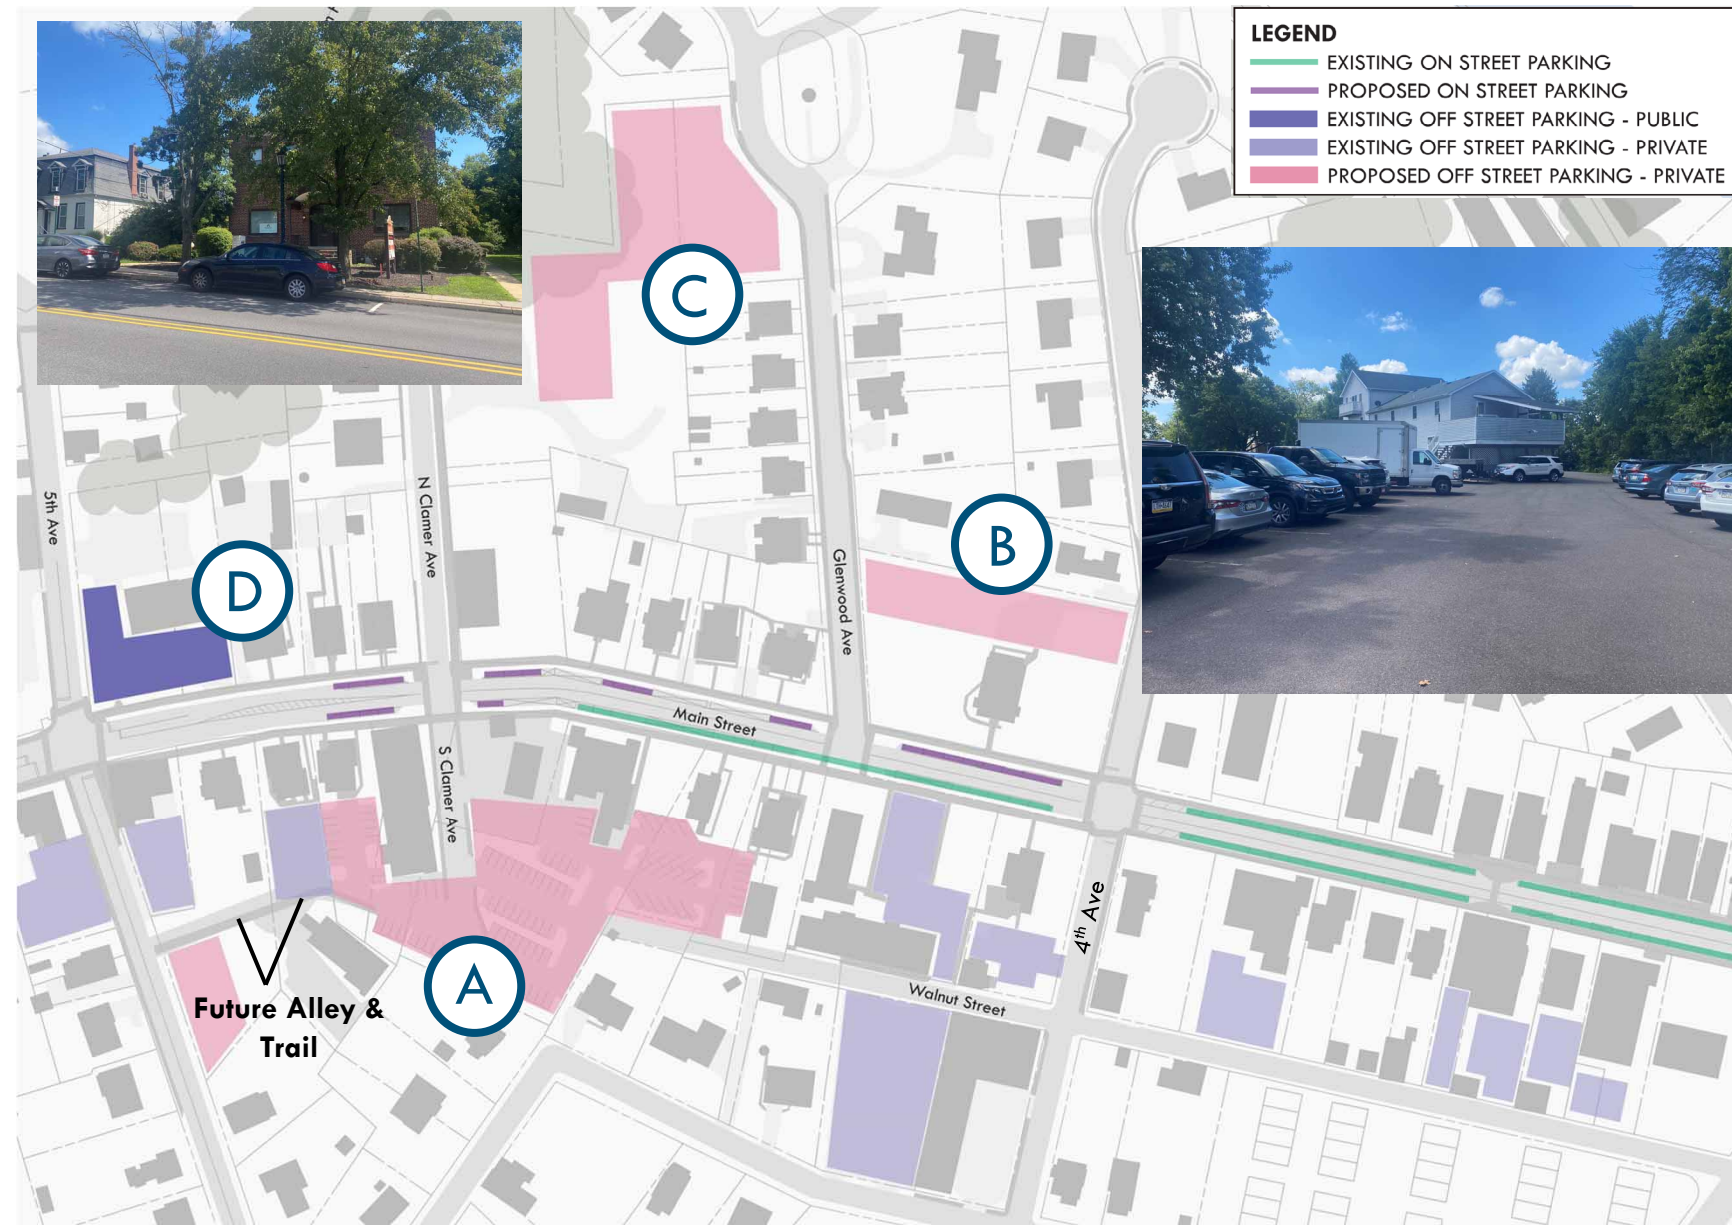 LEGEND
EXISTING ON STREET PARKING
PROPOSED ON STREET PARKING
EXISTING OFF STREET PARKING - PUBLIC
EXISTING OFF STREET PARKING - PRIVATE
PROPOSED OFF STREET PARKING - PRIVATE
C
5th Ave
N Clamer Ave
B
D
Glenwood Ave
Main Street
S Clamer Ave
4th Ave
A
Walnut Street
Future Alley &
Trail